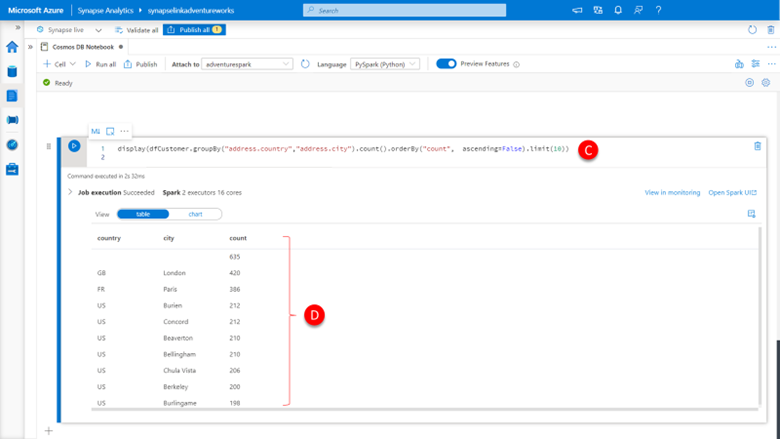 Microsoft Azure | Synapse Analytics ▸ synapselinkadventureworks
Search
Synapse live
Validate all
Publish all 1
Cosmos DB Notebook
Cell
Run all
Publish
Attach to
adventurespark
Language
PySpark (Python)
Preview Features
Ready
M↓
1 display(dfCustomer.groupBy("address.country","address.city").count().orderBy("count", ascending=False).limit(10))
C
2
Command executed in 2s 32ms
Job execution Succeeded Spark 2 executors 16 cores
View in monitoring
Open Spark UI
View table chart
country city count
635
GB London 420
FR Paris 386
US Burien 212
US Concord 212
D
US Beaverton 210
US Bellingham 210
US Chula Vista 206
US Berkeley 200
US Burlingame 198